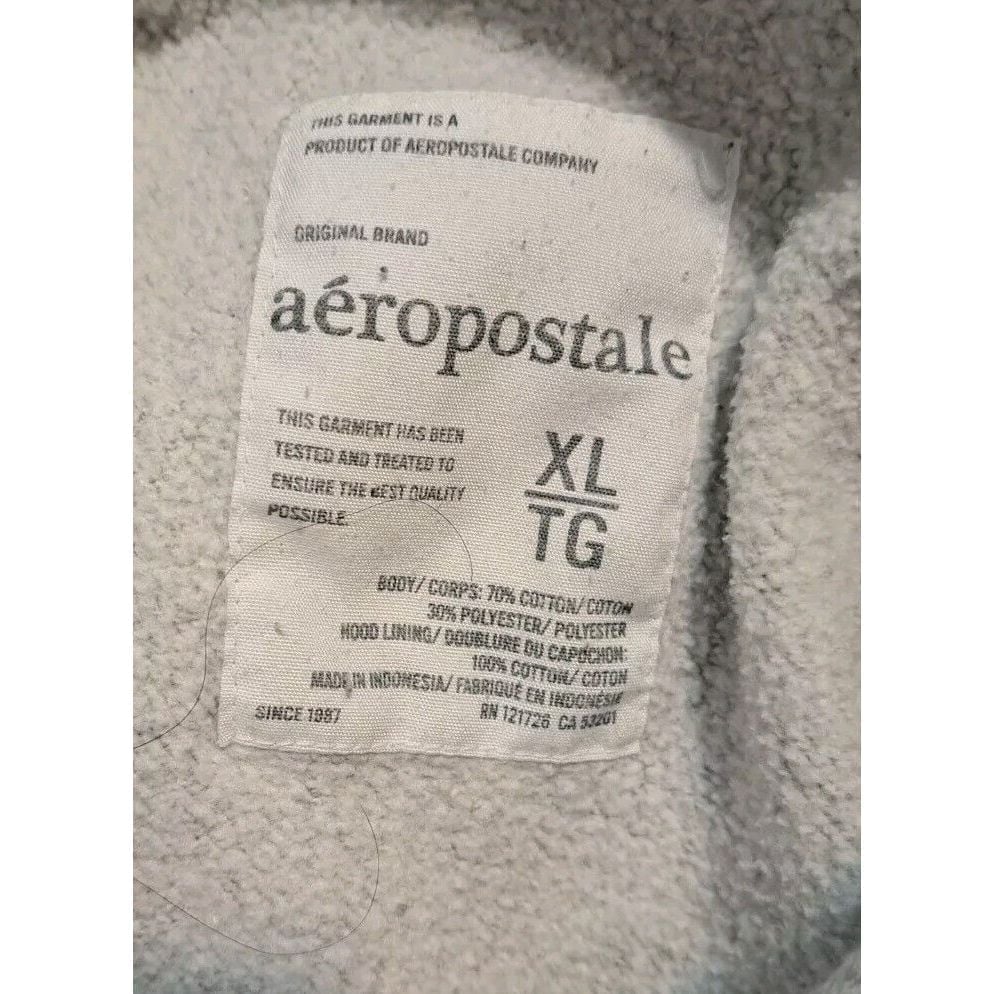 THIS GARMENT IS A
PRODUCT OF AEROPOSTALE COMPANY
ORIGINAL BRAND
aéropostale
THIS GARMENT HAS BEEN
TESTED AND TREATED TO
ENSURE THE BEST QUALITY
POSSIBLE.
XL
TG
BODY/ CORPS: 70% COTTON/ COTON
30% POLYESTER/ POLYESTER
HOOD LINING/ DOUBLURE DU CAPUCHON:
100% COTTON/ COTON
MADE IN INDONESIA/ FABRIQUÉ EN INDONÉSIE
SINCE 1987 RN 121726 CA 53201